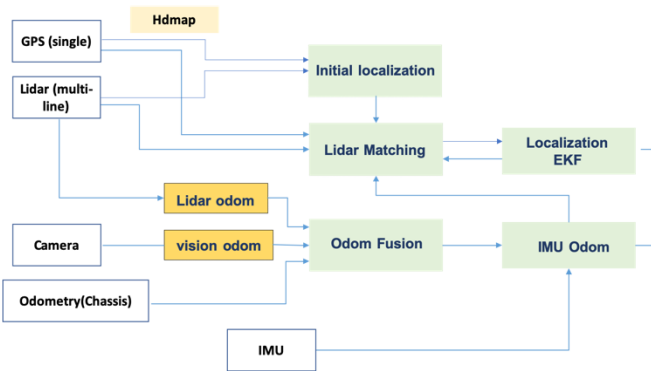 Hdmap
GPS (single)
Initial localization
Lidar (multi-
line)
Lidar Matching
Localization
EKF
Lidar odom
Camera
vision odom
Odom Fusion
IMU Odom
Odometry(Chassis)
IMU